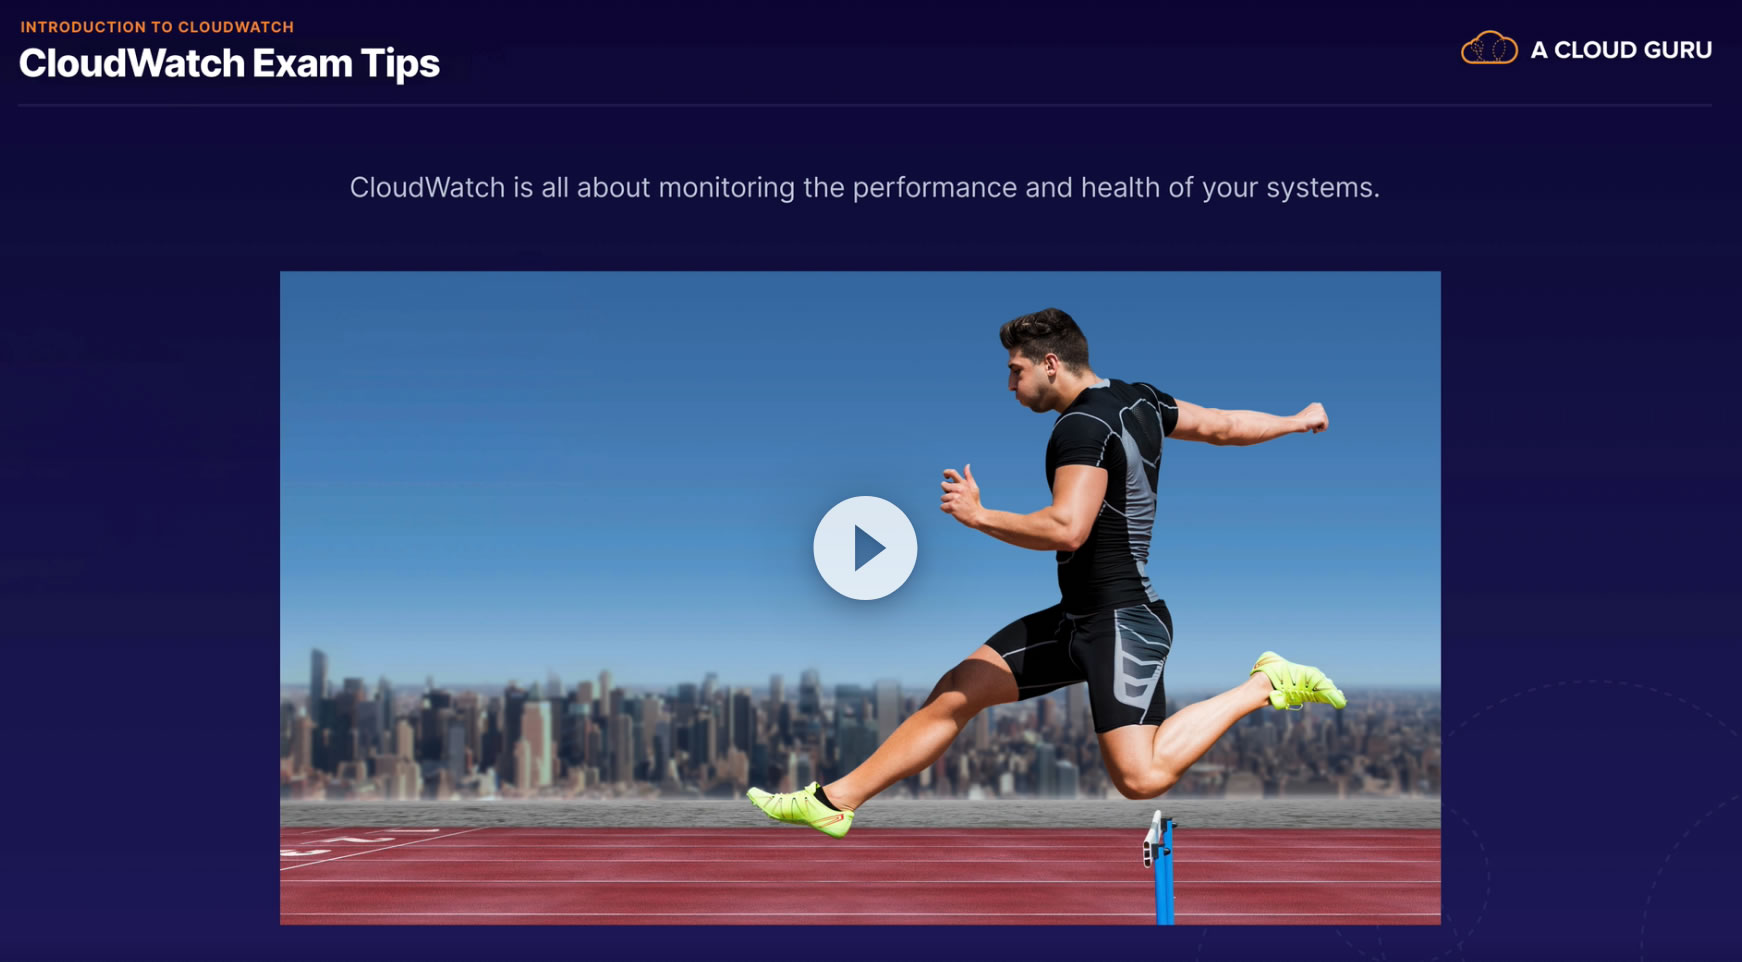 INTRODUCTION TO CLOUDWATCH
CloudWatch Exam Tips
A CLOUD GURU
CloudWatch is all about monitoring the performance and health of your systems.